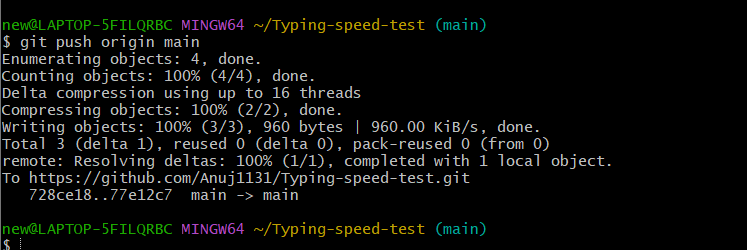 new@LAPTOP-5FILQRBC MINGW64 ~/Typing-speed-test (main)
$ git push origin main
Enumerating objects: 4, done.
Counting objects: 100% (4/4), done.
Delta compression using up to 16 threads
Compressing objects: 100% (2/2), done.
Writing objects: 100% (3/3), 960 bytes | 960.00 KiB/s, done.
Total 3 (delta 1), reused 0 (delta 0), pack-reused 0 (from 0)
remote: Resolving deltas: 100% (1/1), completed with 1 local object.
To https://github.com/Anuj1131/Typing-speed-test.git
   728ce18..77e12c7  main -> main

new@LAPTOP-5FILQRBC MINGW64 ~/Typing-speed-test (main)
$